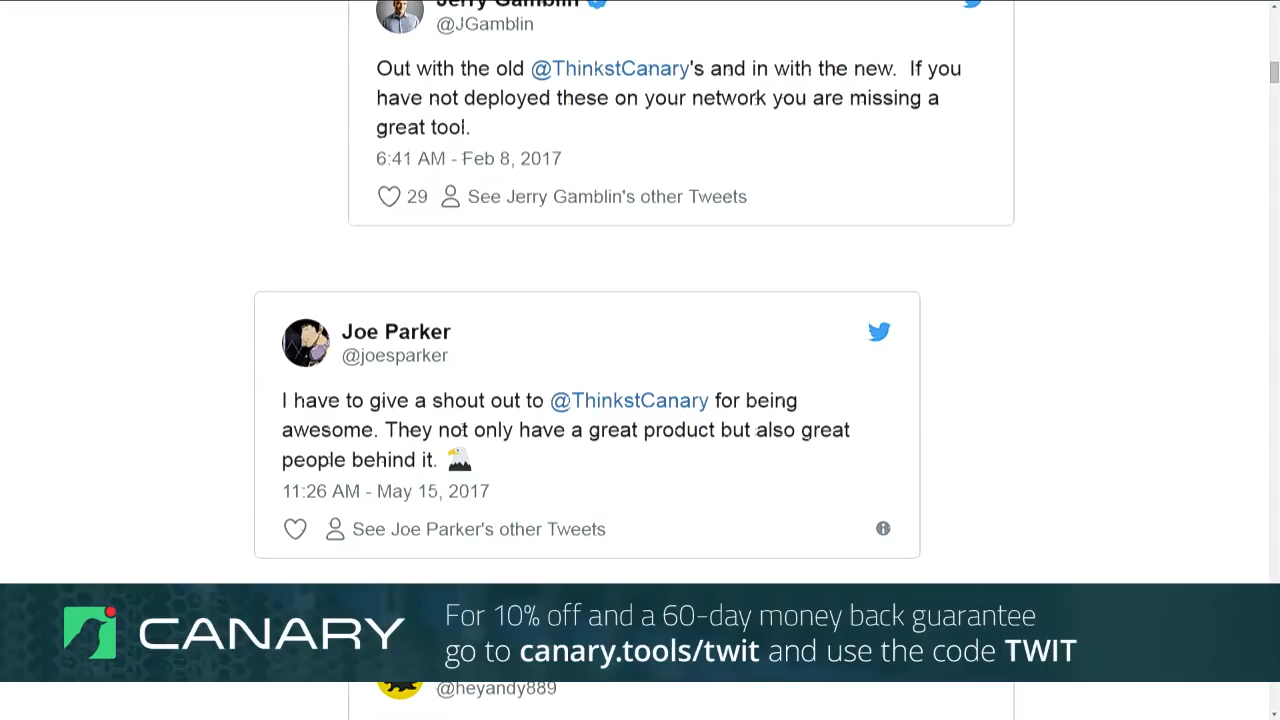 Jerry Gamblin
@JGamblin
Out with the old @ThinkstCanary's and in with the new. If you
have not deployed these on your network you are missing a
great tool.
6:41 AM - Feb 8, 2017
29 See Jerry Gamblin's other Tweets
Joe Parker
@joesparker
I have to give a shout out to @ThinkstCanary for being
awesome. They not only have a great product but also great
people behind it.
11:26 AM - May 15, 2017
See Joe Parker's other Tweets
CANARY
For 10% off and a 60-day money back guarantee
go to canary.tools/twit and use the code TWIT
@heyandy889